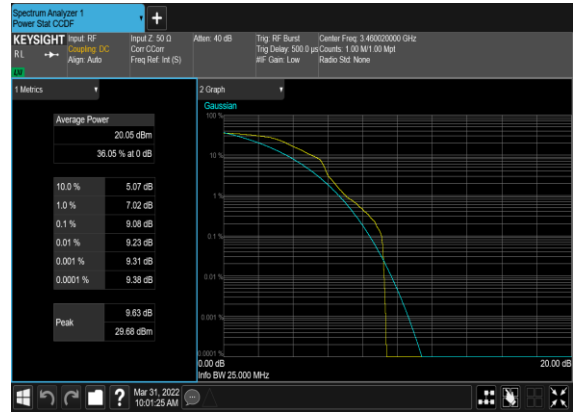 Spectrum Analyzer 1
Power Stat CCDF
KEYSIGHT
RL
LW
Input: RF
Coupling: DC
Align: Auto
Input Z: 50 Ω
Corr CCorr
Freq Ref: Int (S)
Atten: 40 dB
Trig: RF Burst
Trig Delay: 500.0 µs
#IF Gain: Low
Center Freq: 3.460020000 GHz
Counts: 1.00 M/1.00 Mpt
Radio Std: None
1 Metrics
Average Power
20.05 dBm
36.05 % at 0 dB
10.0 % 5.07 dB
1.0 % 7.02 dB
0.1 % 9.08 dB
0.01 % 9.23 dB
0.001 % 9.31 dB
0.0001 % 9.38 dB
Peak
9.63 dB
29.68 dBm
2 Graph
Gaussian
100 %
10 %
1 %
0.1 %
0.01 %
0.001 %
0.0001 %
0.00 dB
20.00 dB
Info BW 25.000 MHz
?
Mar 31, 2022
10:01:25 AM